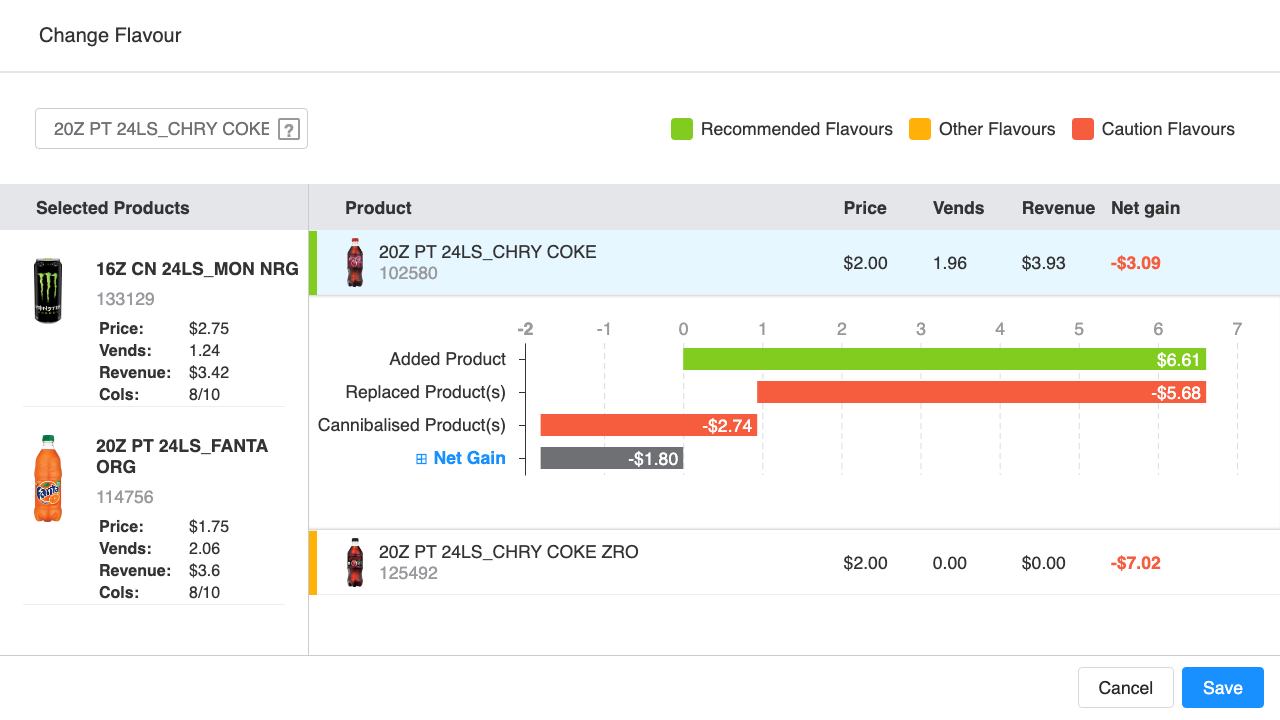 Change Flavour
20Z PT 24LS_CHRY COKE ?
Recommended Flavours Other Flavours Caution Flavours
Selected Products Product Price Vends Revenue Net gain
16Z CN 24LS_MON NRG
133129
Price: $2.75
Vends: 1.24
Revenue: $3.42
Cols: 8/10
20Z PT 24LS_FANTA
ORG
114756
Price: $1.75
Vends: 2.06
Revenue: $3.6
Cols: 8/10
20Z PT 24LS_CHRY COKE $2.00 1.96 $3.93 -$3.09
102580
-2 -1 0 1 2 3 4 5 6 7
Added Product $6.61
Replaced Product(s) -$5.68
Cannibalised Product(s) -$2.74
Net Gain -$1.80
20Z PT 24LS_CHRY COKE ZRO $2.00 0.00 $0.00 -$7.02
125492
Cancel Save